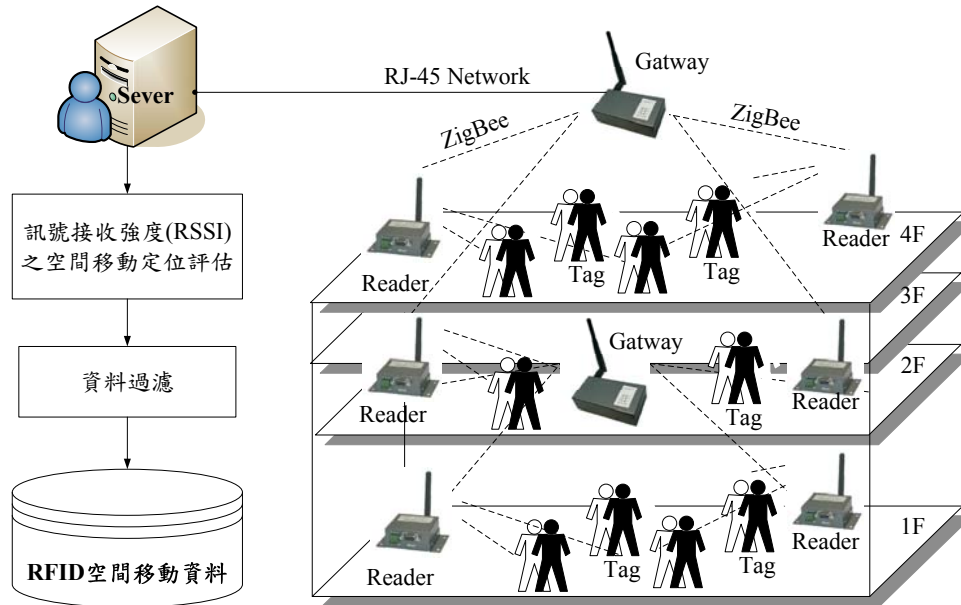 RJ-45 Network
Gatway
Sever
ZigBee
ZigBee
訊號接收強度(RSSI)
之空間移動定位評估
Reader
4F
Reader
Tag
Tag
3F
Gatway
資料過濾
2F
Reader
Tag
Reader
RFID空間移動資料
Reader
Tag
Tag
Reader
1F